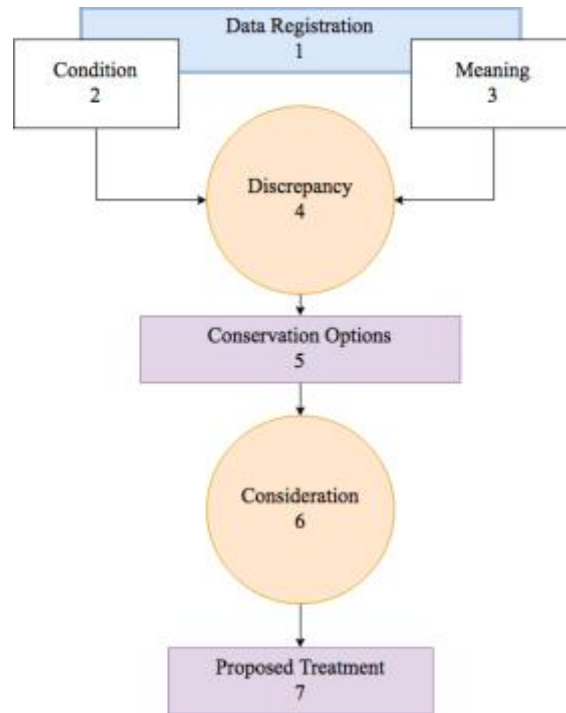 Data Registration
1
Condition
2
Meaning
3
Discrepancy
4
Conservation Options
5
Consideration
6
Proposed Treatment
7